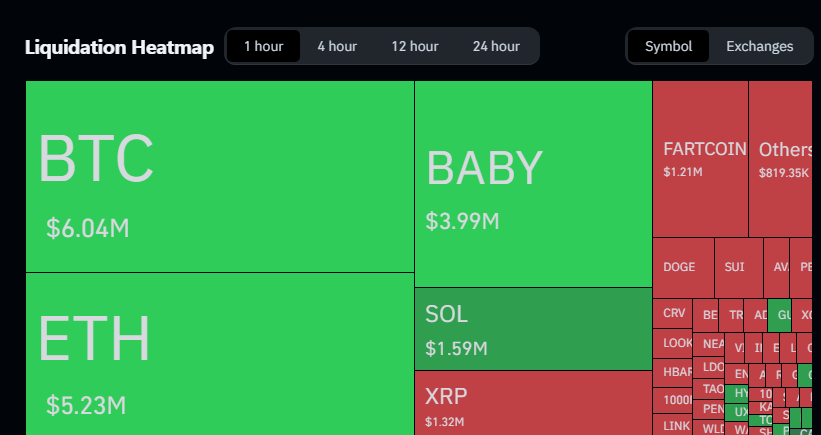 Liquidation Heatmap
1 hour
4 hour
12 hour
24 hour
Symbol
Exchanges
BTC
$6.04M
ETH
$5.23M
BABY
$3.99M
SOL
$1.59M
XRP
$1.32M
FARTCOIN
$1.21M
Others
$819.35K
DOGE
SUI
AV
PE
CRV
BE
TR
AD
GU
XC
LOOK
NEA
V
HBAR
LDO
EN
TAO
HY
10
1000
PEN
UX
KA
TO
LINK
WLD
WA
SH
CA